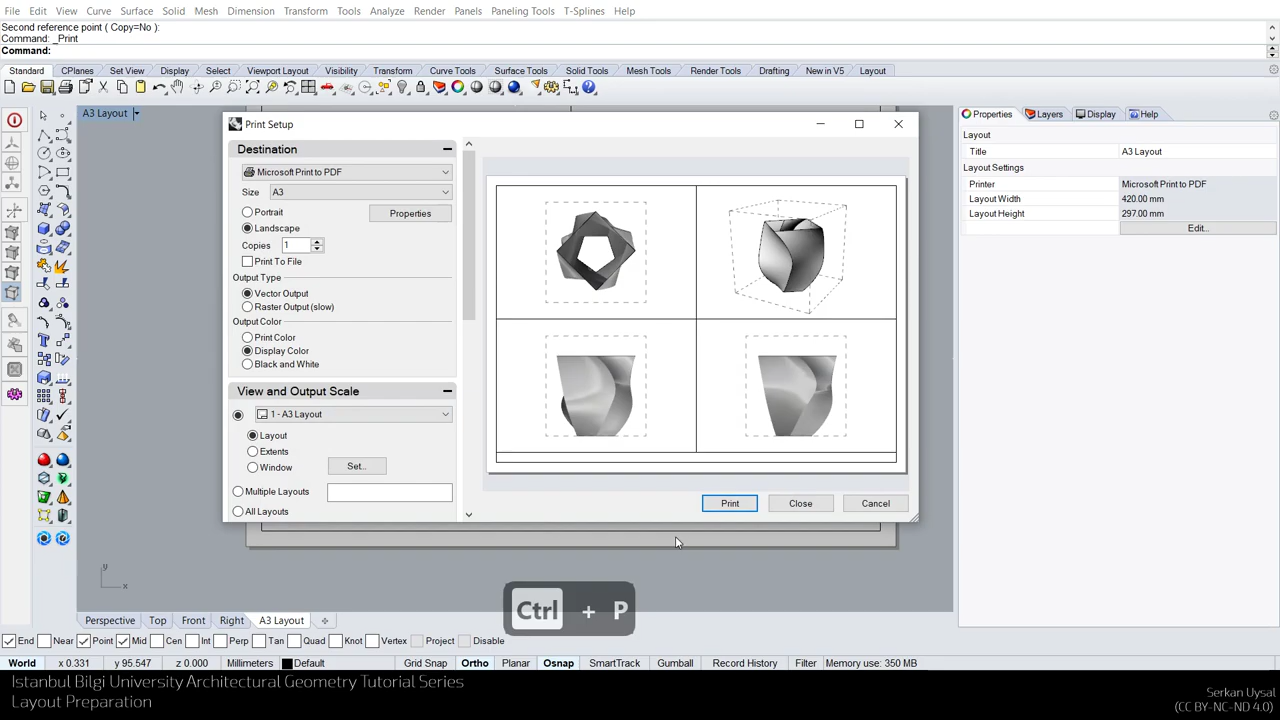 File Edit View Curve Surface Solid Mesh Dimension Transform Tools Analyze Render Panels Paneling Tools T-Splines Help
Second reference point ( Copy=No ):
Command: _Print
Command:
Standard CPlanes Set View Display Select Viewport Layout Visibility Transform Curve Tools Surface Tools Solid Tools Mesh Tools Render Tools Drafting New in V5 Layout
A3 Layout
Print Setup
Destination
Microsoft Print to PDF
Size A3
Portrait
Properties
Landscape
Copies 1
Print To File
Output Type
Vector Output
Raster Output (slow)
Output Color
Print Color
Display Color
Black and White
View and Output Scale
1 - A3 Layout
Layout
Extents
Window Set...
Multiple Layouts
All Layouts
Print Close Cancel
Properties Layers Display Help
Layout
Title A3 Layout
Layout Settings
Printer Microsoft Print to PDF
Layout Width 420.00 mm
Layout Height 297.00 mm
Edit...
y
x
Ctrl + P
Perspective Top Front Right A3 Layout
End Near Point Mid Cen Int Perp Tan Quad Knot Vertex Project Disable
World x 0.331 y 95.547 z 0.000 Millimeters Default Grid Snap Ortho Planar Osnap SmartTrack Gumball Record History Filter Memory use: 350 MB
Istanbul Bilgi University Architectural Geometry Tutorial Series
Layout Preparation
Serkan Uysal
(CC BY-NC-ND 4.0)